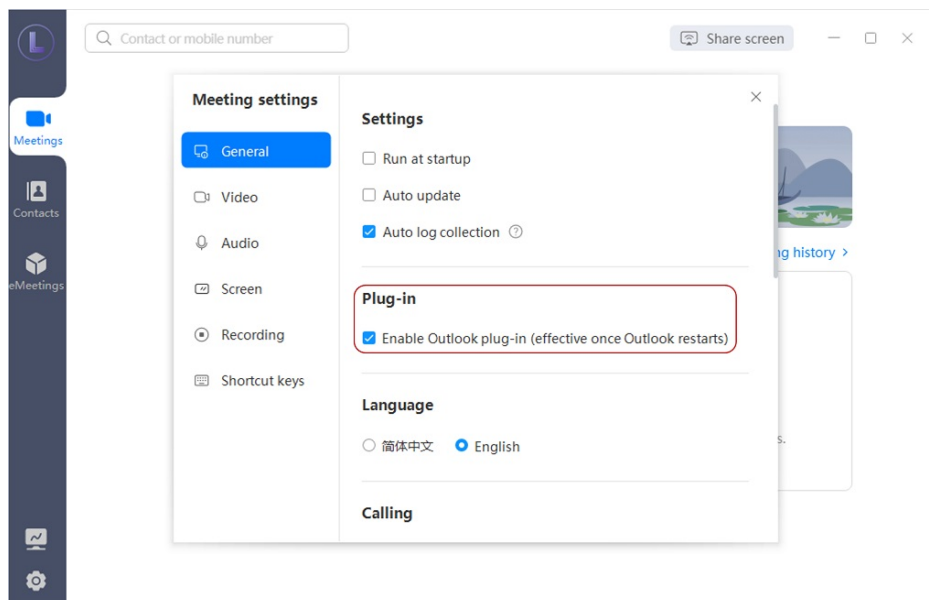 L
Contact or mobile number
Share screen
Meetings
Contacts
eMeetings
Meeting settings
General
Video
Audio
Screen
Recording
Shortcut keys
Settings
Run at startup
Auto update
Auto log collection ?
Plug-in
Enable Outlook plug-in (effective once Outlook restarts)
Language
简体中文 English
Calling
ng history >
s.